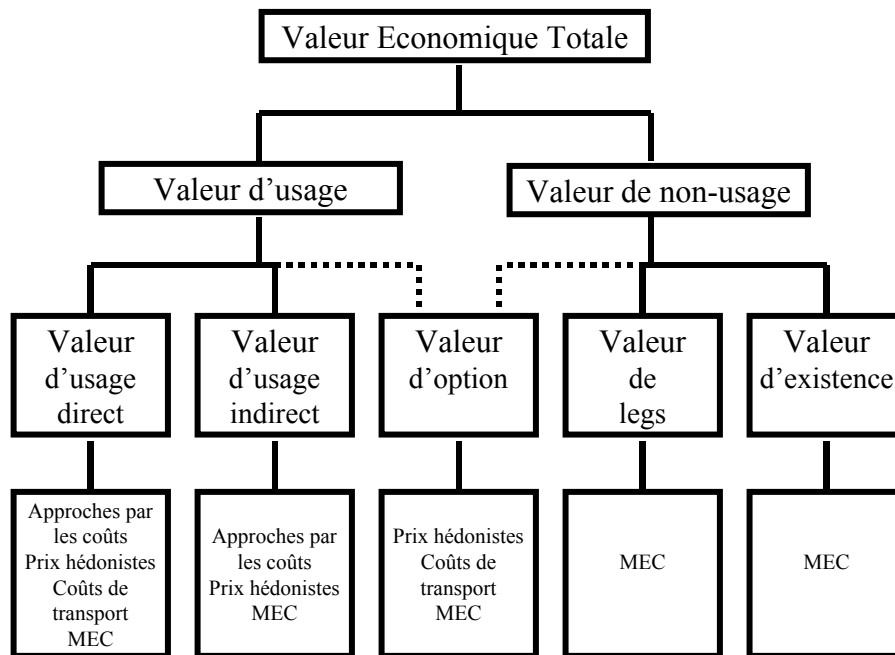 Valeur Economique Totale
Valeur d’usage
Valeur de non-usage
Valeur
d’usage
direct
Valeur
d’usage
indirect
Valeur
d’option
Valeur
de
legs
Valeur
d’existence
Approches par
les coûts
Prix hédonistes
Coûts de
transport
MEC
Approches par
les coûts
Prix hédonistes
MEC
Prix hédonistes
Coûts de
transport
MEC
MEC
MEC